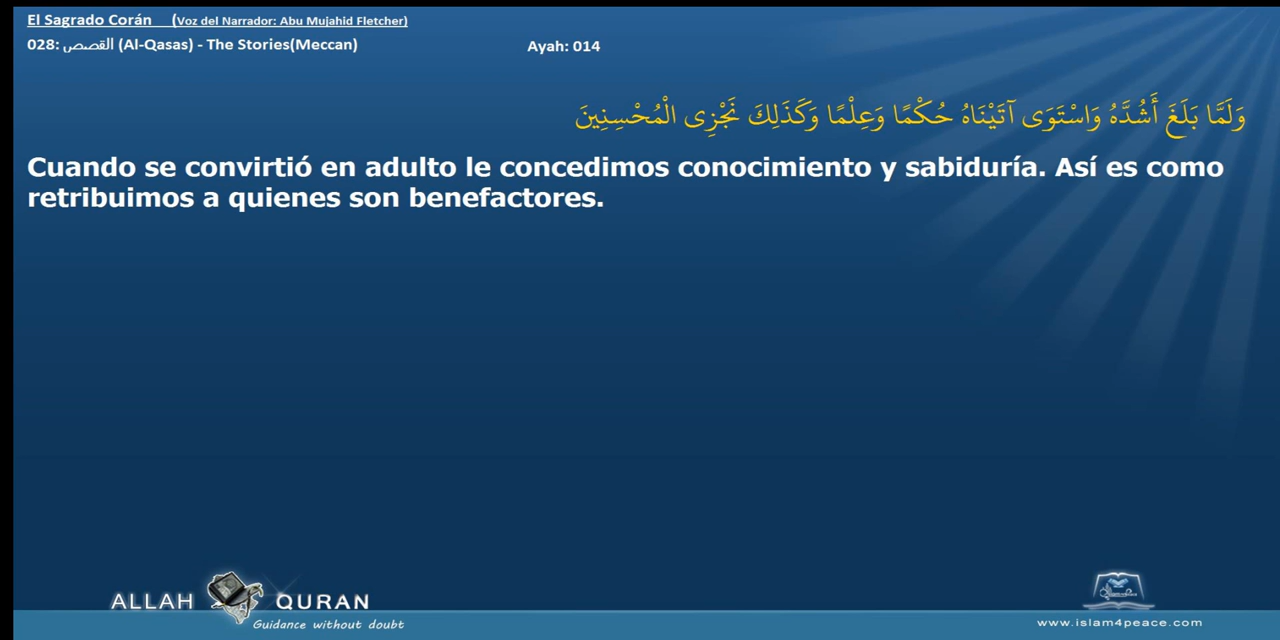 El Sagrado Corán (Voz del Narrador: Abu Mujahid Fletcher)
028: القصص (Al-Qasas) - The Stories(Meccan) Ayah: 014
وَلَمَّا بَلَغَ أَشُدَّهُ وَاسْتَوَى آتَيْنَاهُ حُكْمًا وَعِلْمًا وَكَذَلِكَ نَجْزِى الْمُحْسِنِينَ
Cuando se convirtió en adulto le concedimos conocimiento y sabiduría. Así es como
retribuimos a quienes son benefactores.
ALLAH QURAN
Guidance without doubt
www.islam4peace.com